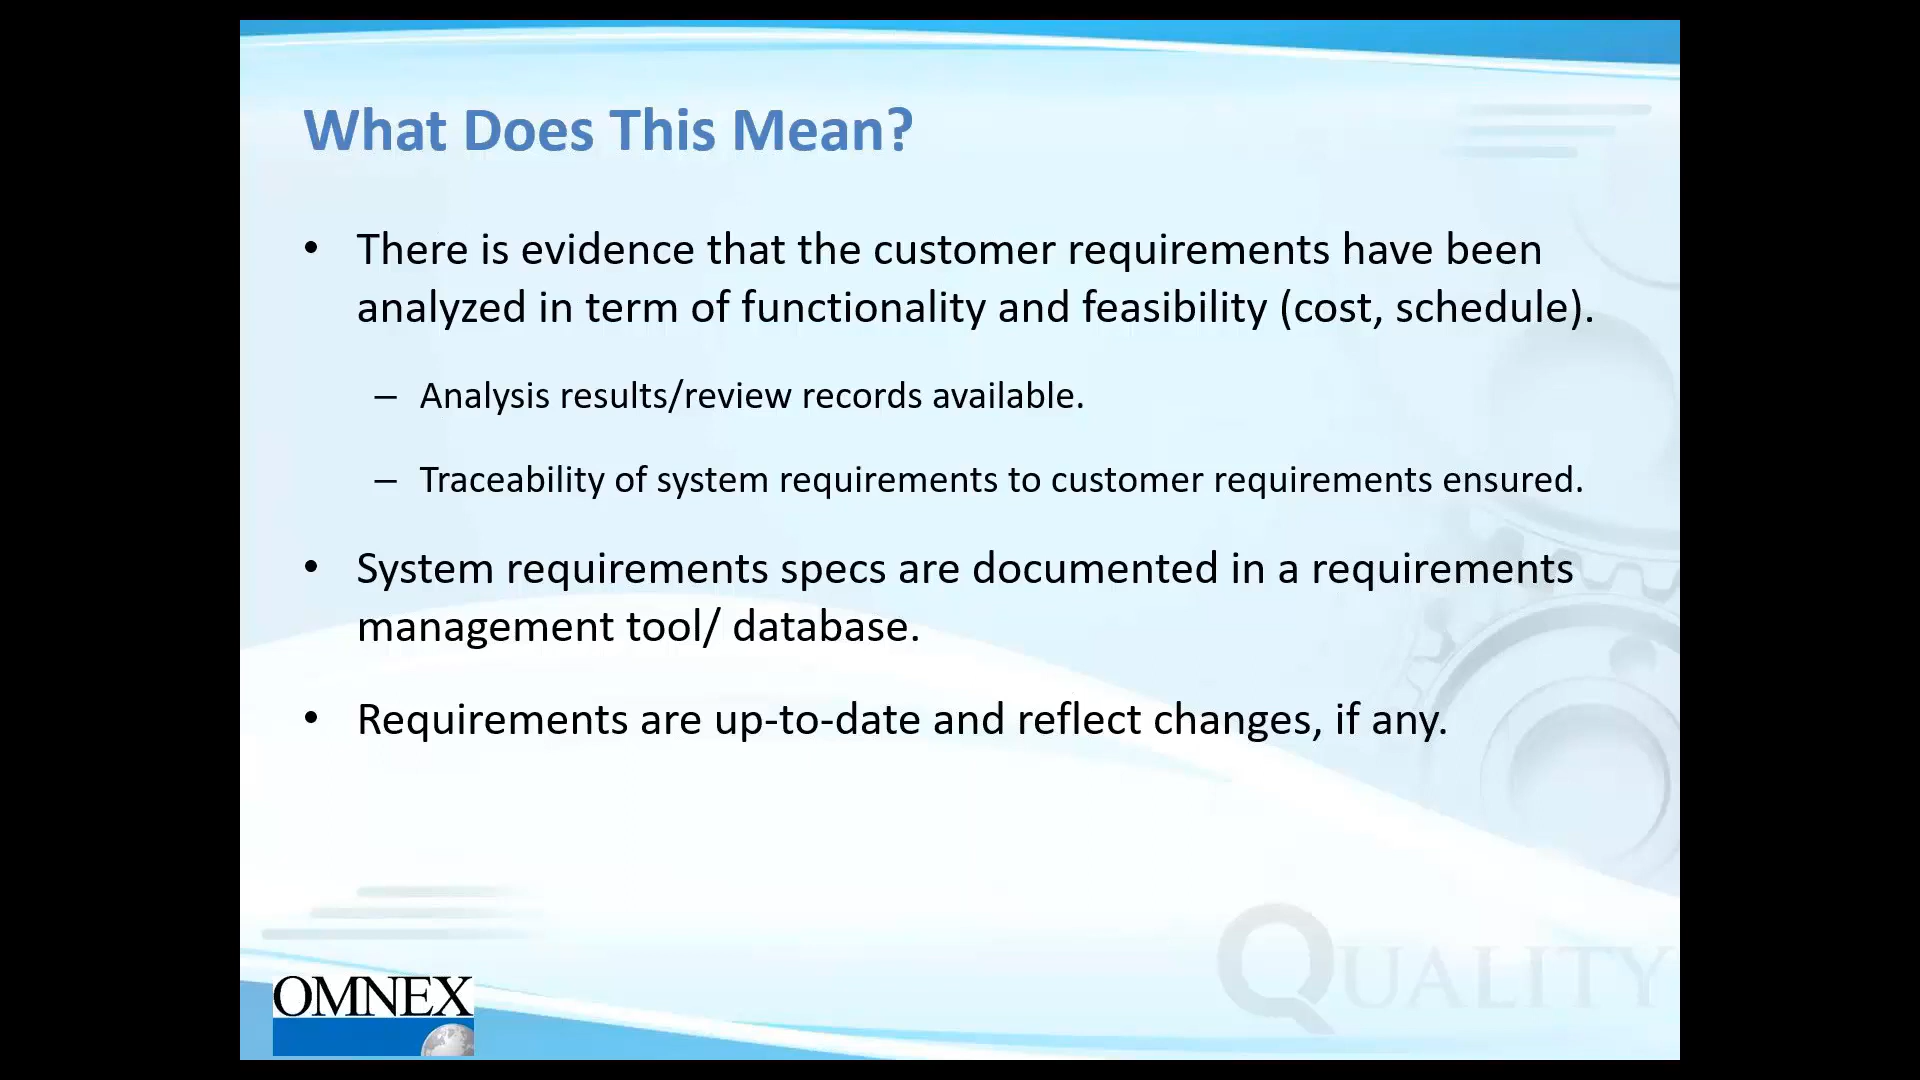 What Does This Mean?
• There is evidence that the customer requirements have been
analyzed in term of functionality and feasibility (cost, schedule).
– Analysis results/review records available.
– Traceability of system requirements to customer requirements ensured.
• System requirements specs are documented in a requirements
management tool/ database.
• Requirements are up-to-date and reflect changes, if any.
QUALITY
OMNEX